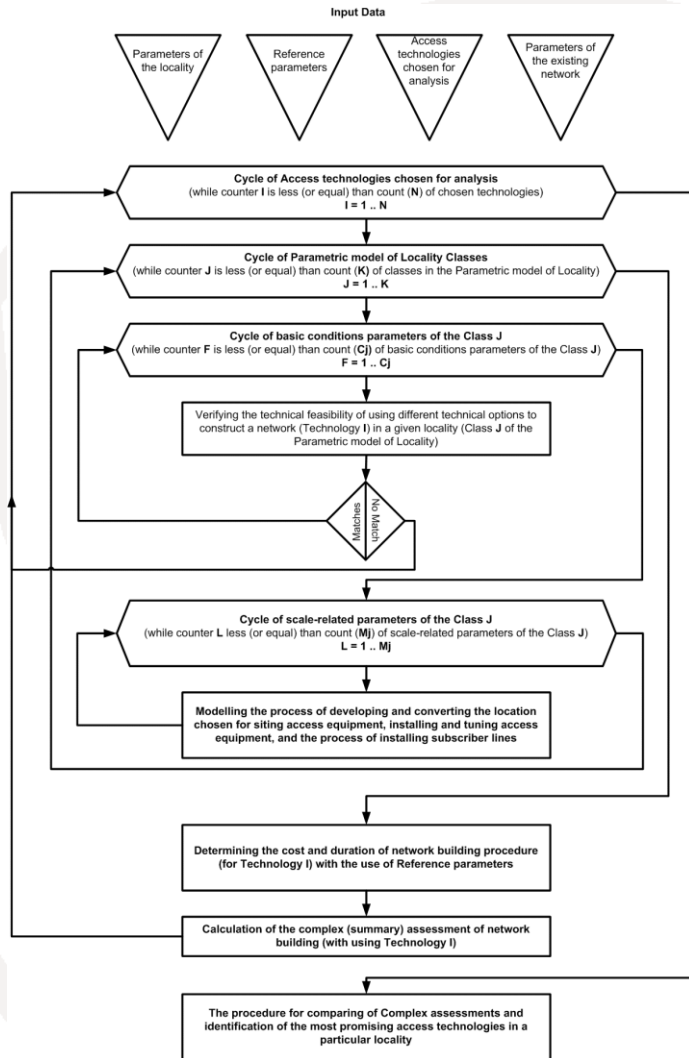 Input Data
Parameters of
the locality
Reference
parameters
Access
technologies
chosen for
analysis
Parameters of
the existing
network
Cycle of Access technologies chosen for analysis
(while counter I is less (or equal) than count (N) of chosen technologies)
I = 1 .. N
Cycle of Parametric model of Locality Classes
(while counter J is less (or equal) than count (K) of classes in the Parametric model of Locality)
J = 1 .. K
Cycle of basic conditions parameters of the Class J
(while counter F is less (or equal) than count (Cj) of basic conditions parameters of the Class J)
F = 1 .. Cj
Verifying the technical feasibility of using different technical options to
construct a network (Technology I) in a given locality (Class J of the
Parametric model of Locality)
Matches
No Match
Cycle of scale-related parameters of the Class J
(while counter L less (or equal) than count (Mj) of scale-related parameters of the Class J)
L = 1 .. Mj
Modelling the process of developing and converting the location
chosen for siting access equipment, installing and tuning access
equipment, and the process of installing subscriber lines
Determining the cost and duration of network building procedure
(for Technology I) with the use of Reference parameters
Calculation of the complex (summary) assessment of network
building (with using Technology I)
The procedure for comparing of Complex assessments and
identification of the most promising access technologies in a
particular locality